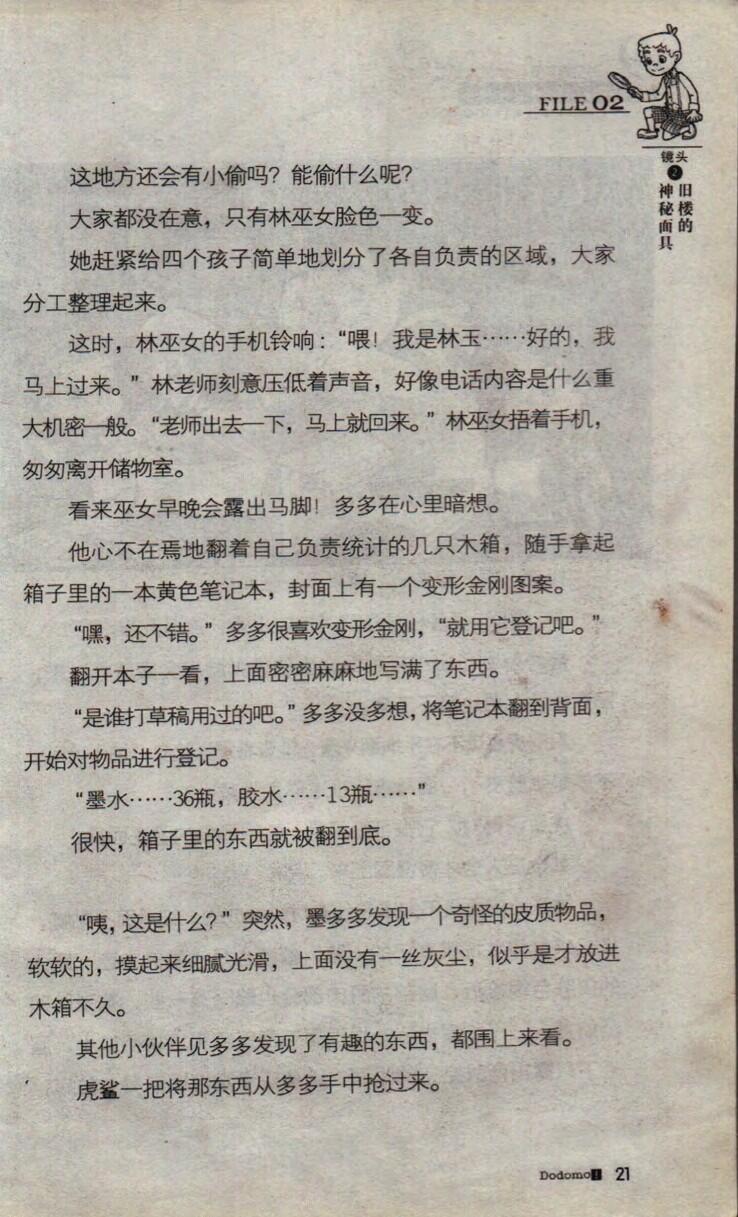 FILE 02
镜头
2
旧楼的
神秘面具
这地方还会有小偷吗？能偷什么呢？
大家都没在意，只有林巫女脸色一变。
她赶紧给四个孩子简单地划分了各自负责的区域，大家
分工整理起来。
这时，林巫女的手机铃响：“喂！我是林玉……好的，我
马上过来。”林老师刻意压低着声音，好像电话内容是什么重
大机密一般。“老师出去一下，马上就回来。”林巫女捂着手机，
匆匆离开储物室。
看来巫女早晚会露出马脚！多多在心里暗想。
他心不在焉地翻着自己负责统计的几只木箱，随手拿起
箱子里的一本黄色笔记本，封面上有一个变形金刚图案。
“嘿，还不错。”多多很喜欢变形金刚，“就用它登记吧。”
翻开本子一看，上面密密麻麻地写满了东西。
“是谁打草稿用过的吧。”多多没多想，将笔记本翻到背面，
开始对物品进行登记。
“墨水……36瓶，胶水……13瓶……”
很快，箱子里的东西就被翻到底。
“咦，这是什么？”突然，墨多多发现一个奇怪的皮质物品，
软软的，摸起来细腻光滑，上面没有一丝灰尘，似乎是才放进
木箱不久。
其他小伙伴见多多发现了有趣的东西，都围上来看。
虎鲨一把将那东西从多多手中抢过来。
Dodomo! 21